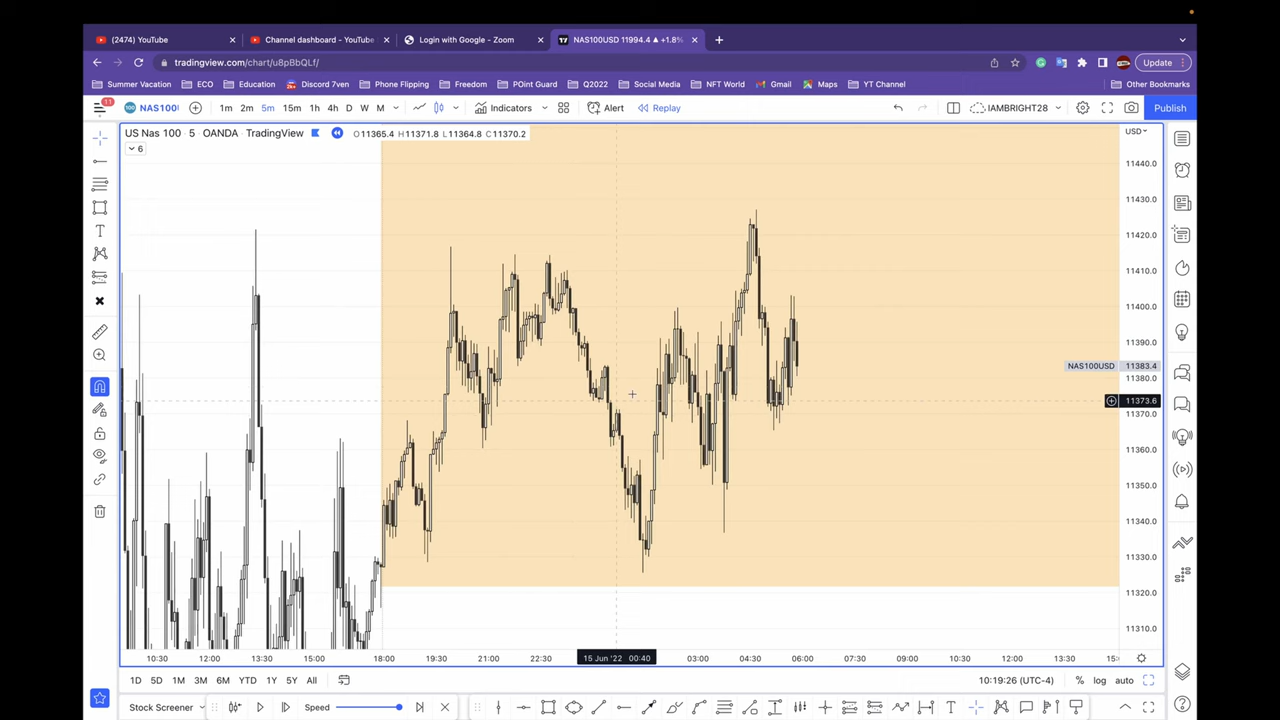 (2474) YouTube
Channel dashboard - YouTube
Login with Google - Zoom
NAS100USD 11994.4 ▲ +1.8%
tradingview.com/chart/u8pBbQLf/
Update
Summer Vacation
ECO
Education
Discord 7ven
Phone Flipping
Freedom
POint Guard
Q2022
Social Media
NFT World
Gmail
Maps
YT Channel
Other Bookmarks
11
100
NAS100
1m 2m 5m 15m 1h 4h D W M
Indicators
Alert
Replay
IAMBRIGHT28
Publish
US Nas 100 · 5 · OANDA · TradingView
O11365.4 H11371.8 L11364.8 C11370.2
6
USD
11440.0
11430.0
11420.0
11410.0
11400.0
11390.0
NAS100USD 11383.4
11380.0
11373.6
11370.0
11360.0
11350.0
11340.0
11330.0
11320.0
11310.0
10:30 12:00 13:30 15:00 18:00 19:30 21:00 22:30 15 Jun '22 00:40 03:00 04:30 06:00 07:30 09:00 10:30 12:00 13:30
1D 5D 1M 3M 6M YTD 1Y 5Y All
10:19:26 (UTC-4)
% log auto
Stock Screener
Speed